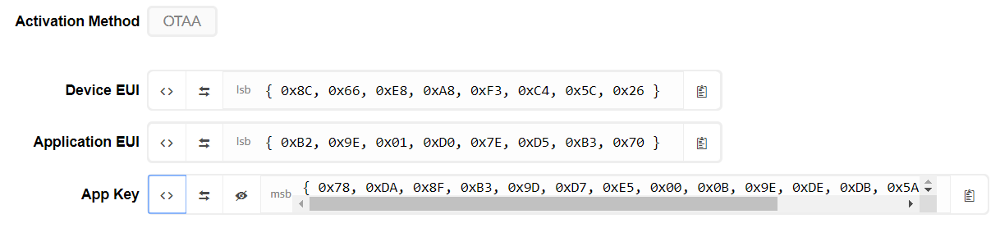 Activation Method OTAA
Device EUI <> lsb { 0x8C, 0x66, 0xE8, 0xA8, 0xF3, 0xC4, 0x5C, 0x26 }
Application EUI <> lsb { 0xB2, 0x9E, 0x01, 0xD0, 0x7E, 0xD5, 0xB3, 0x70 }
App Key <> msb { 0x78, 0xDA, 0x8F, 0xB3, 0x9D, 0xD7, 0xE5, 0x00, 0x0B, 0x9E, 0xDE, 0xDB, 0x5A